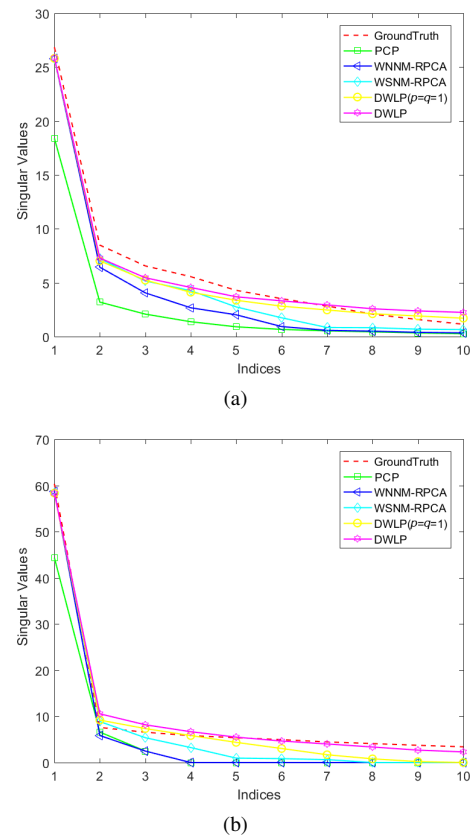 30
25
20
15
10
5
0
Singular Values
GroundTruth
PCP
WNNM-RPCA
WSNM-RPCA
DWLP(p=q=1)
DWLP
1 2 3 4 5 6 7 8 9 10
Indices
(a)
70
60
50
40
30
20
10
0
Singular Values
GroundTruth
PCP
WNNM-RPCA
WSNM-RPCA
DWLP(p=q=1)
DWLP
1 2 3 4 5 6 7 8 9 10
Indices
(b)